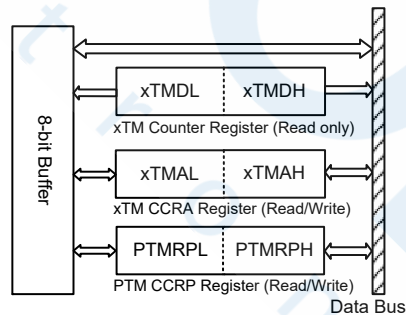 8-bit Buffer
xTMDL xTMDH
xTM Counter Register (Read only)
xTMAL xTMAH
xTM CCRA Register (Read/Write)
PTMRPL PTMRPH
PTM CCRP Register (Read/Write)
Data Bus